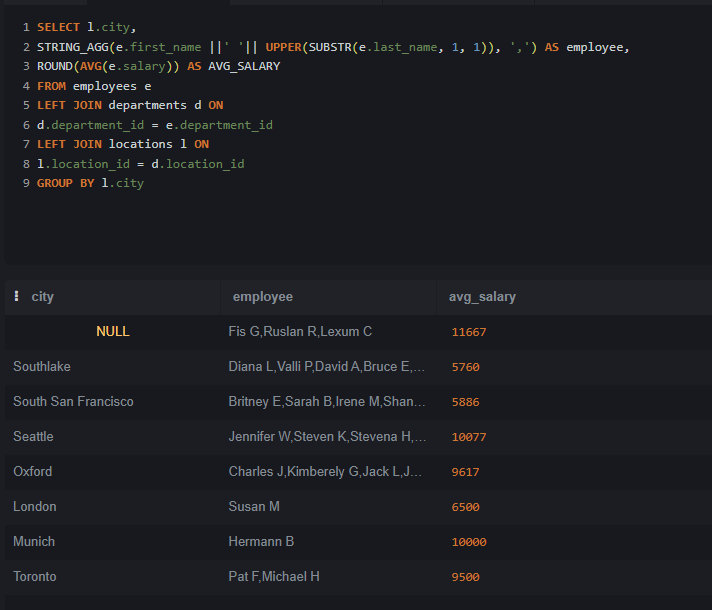 1 SELECT l.city,
2 STRING_AGG(e.first_name ||' '|| UPPER(SUBSTR(e.last_name, 1, 1)), ',') AS employee,
3 ROUND(AVG(e.salary)) AS AVG_SALARY
4 FROM employees e
5 LEFT JOIN departments d ON
6 d.department_id = e.department_id
7 LEFT JOIN locations l ON
8 l.location_id = d.location_id
9 GROUP BY l.city
city employee avg_salary
NULL Fis G,Ruslan R,Lexum C 11667
Southlake Diana L,Valli P,David A,Bruce E,... 5760
South San Francisco Britney E,Sarah B,Irene M,Shan... 5886
Seattle Jennifer W,Steven K,Stevena H,... 10077
Oxford Charles J,Kimberely G,Jack L,J... 9617
London Susan M 6500
Munich Hermann B 10000
Toronto Pat F,Michael H 9500